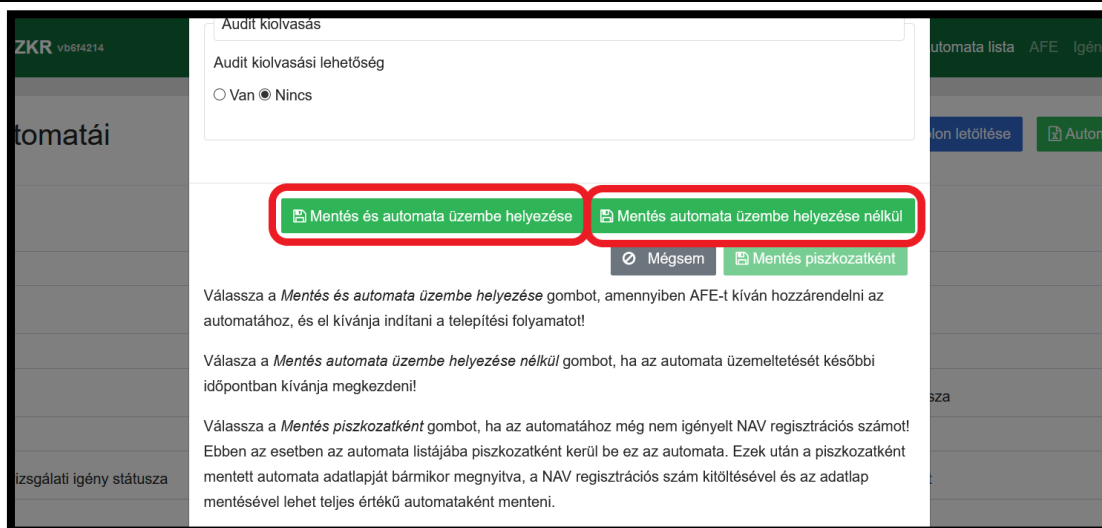 Audit kiolvasás
ZKR vb6f4214
utomata lista AFE Igén
Audit kiolvasási lehetőség
Van Nincs
tomatái
lon letöltése
Autom
Mentés és automata üzembe helyezése
Mentés automata üzembe helyezése nélkül
Mégsem
Mentés piszkozatként
Válassza a Mentés és automata üzembe helyezése gombot, amennyiben AFE-t kíván hozzárendelni az
automatához, és el kívánja indítani a telepítési folyamatot!
Válasza a Mentés automata üzembe helyezése nélkül gombot, ha az automata üzemeltetését későbbi
időpontban kívánja megkezdeni!
sza
Válassza a Mentés piszkozatként gombot, ha az automatához még nem igényelt NAV regisztrációs számot!
Ebben az esetben az automata listájába piszkozatként kerül be ez az automata. Ezek után a piszkozatként
mentett automata adatlapját bármikor megnyitva, a NAV regisztrációs szám kitöltésével és az adatlap
mentésével lehet teljes értékű automataként menteni.
izsgálati igény státusza